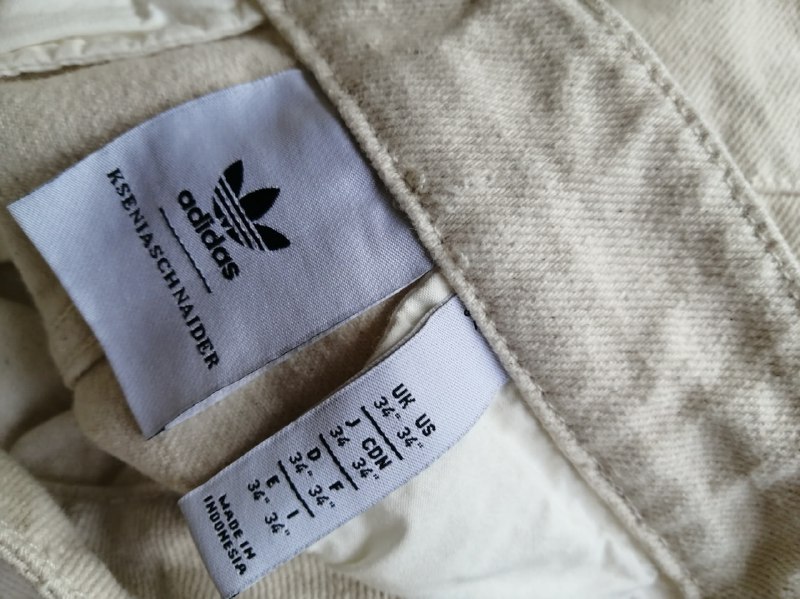 adidas
KSENIASCHNAIDER
UK US
34" 34"
J CDN
34 34"
D F
34" 34"
E I
34" 34"
MADE IN
INDONESIA